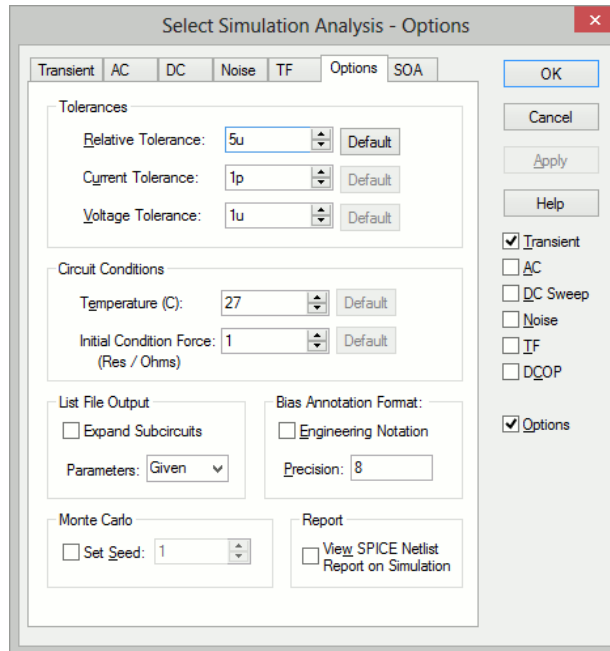 Select Simulation Analysis - Options
Transient AC DC Noise TF Options SOA
Tolerances
Relative Tolerance: 5u Default
Current Tolerance: 1p Default
Voltage Tolerance: 1u Default
Circuit Conditions
Temperature (C): 27 Default
Initial Condition Force: 1 Default
(Res / Ohms)
List File Output
Expand Subcircuits
Parameters: Given
Bias Annotation Format:
Engineering Notation
Precision: 8
Monte Carlo
Set Seed: 1
Report
View SPICE Netlist
Report on Simulation
OK
Cancel
Apply
Help
Transient
AC
DC Sweep
Noise
TF
DCOP
Options